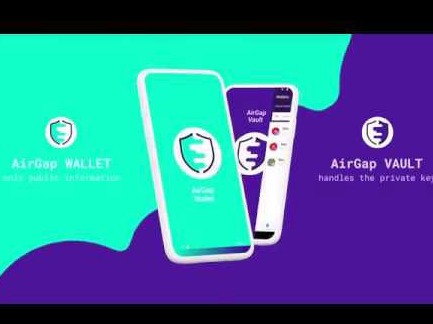 AirGap WALLET
only public information
AirGap
Wallet
AirGap
Vault
AirGap VAULT
handles the private key